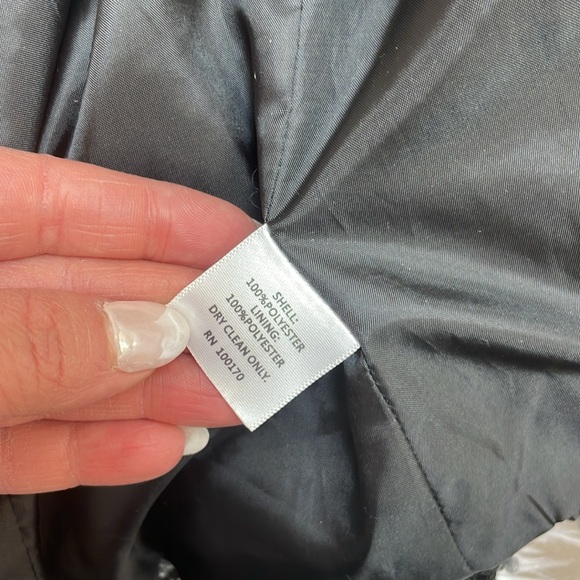 SHELL:
100%POLYESTER
LINING:
100%POLYESTER
DRY CLEAN ONLY.
RN 100170